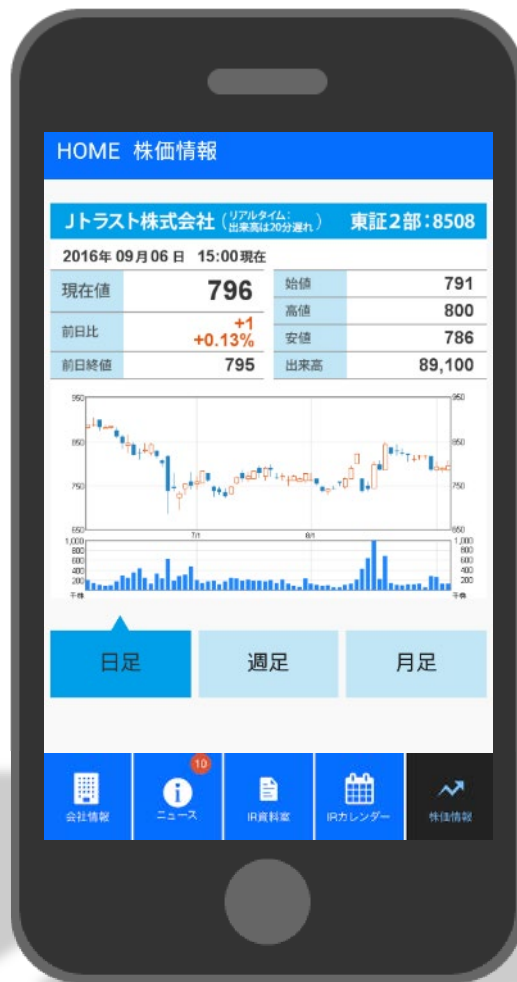 HOME 株価情報
Jトラスト株式会社（リアルタイム：出来高は20分遅れ） 東証2部：8508
2016年 09月06日 15:00現在
現在値 796 始値 791
高値 800
前日比 +1
+0.13% 安値 786
前日終値 795 出来高 89,100
950 950
850 850
750 750
650 650
7/1 8/1
1,000 1,000
800 800
600 600
400 400
200 200
千株 千株
日足 週足 月足
10
会社情報 ニュース IR資料室 IRカレンダー 株価情報